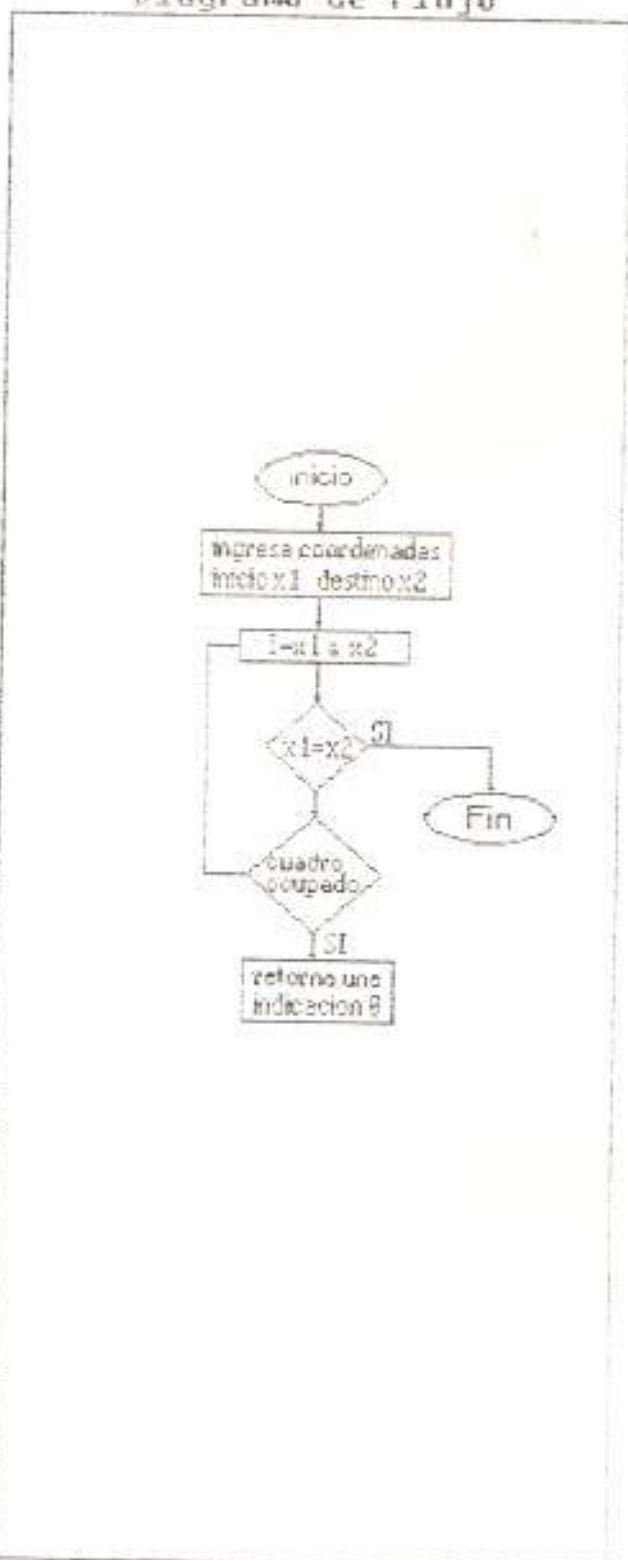 Diagrama de Flujo
inicio
ingrese coordenadas
inicio x1 destino x2
I=x1 a x2
x1=x2
SI
Fin
cuadro
ocupado
SI
retorna una
indicacion